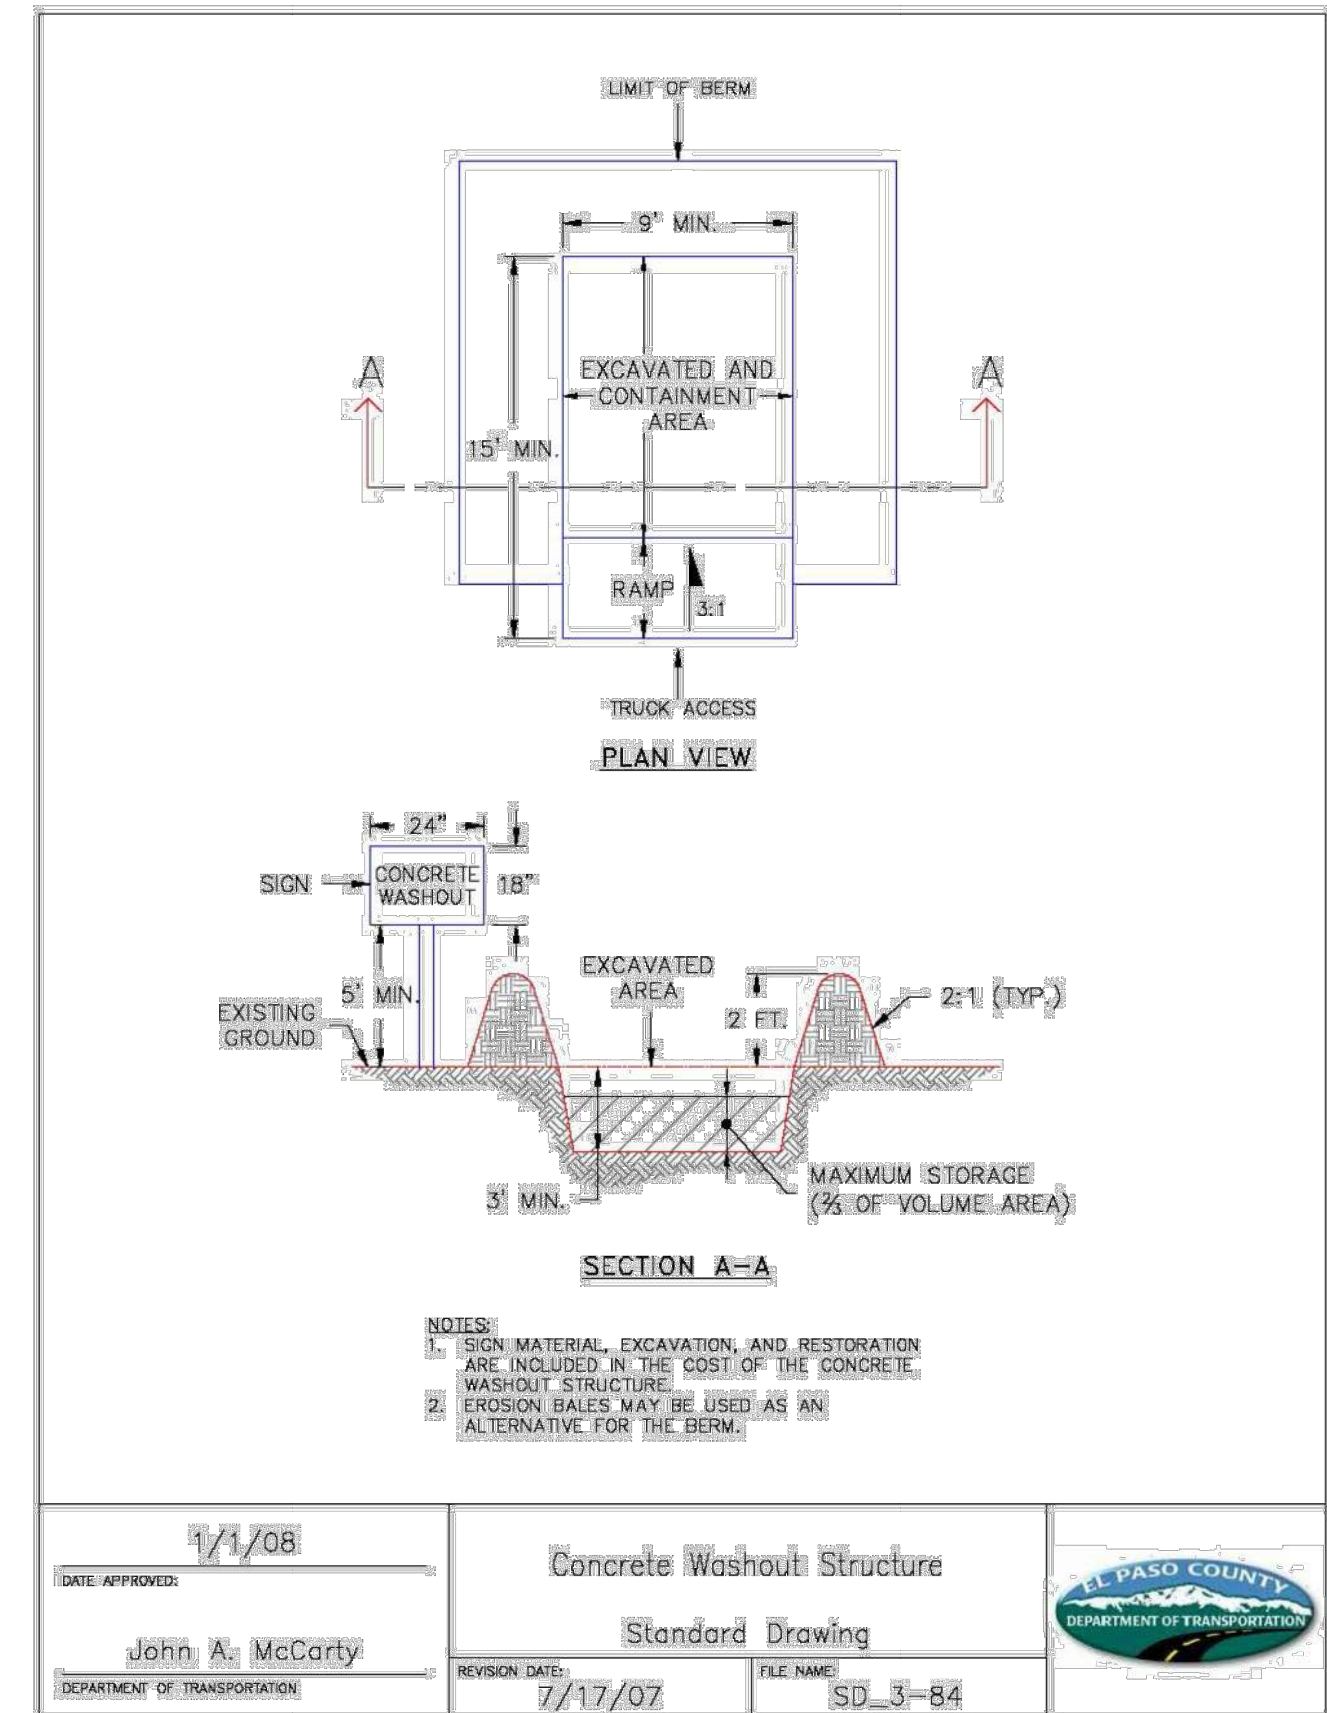 LIMIT OF BERM
9' MIN.
A
EXCAVATED AND
CONTAINMENT
AREA
A
15' MIN.
RAMP
3:1
TRUCK ACCESS
PLAN VIEW
24"
SIGN
CONCRETE
WASHOUT
18"
EXCAVATED
AREA
5' MIN.
2:1 (TYP.)
EXISTING
GROUND
2 FT.
MAXIMUM STORAGE
(⅔ OF VOLUME AREA)
3' MIN.
SECTION A-A
NOTES:
1. SIGN MATERIAL, EXCAVATION, AND RESTORATION
ARE INCLUDED IN THE COST OF THE CONCRETE
WASHOUT STRUCTURE.
2. EROSION BALES MAY BE USED AS AN
ALTERNATIVE FOR THE BERM.
1/1/08
DATE APPROVED:
John A. McCarty
DEPARTMENT OF TRANSPORTATION
Concrete Washout Structure
Standard Drawing
REVISION DATE:
7/17/07
FILE NAME:
SD_3-84
EL PASO COUNTY
DEPARTMENT OF TRANSPORTATION